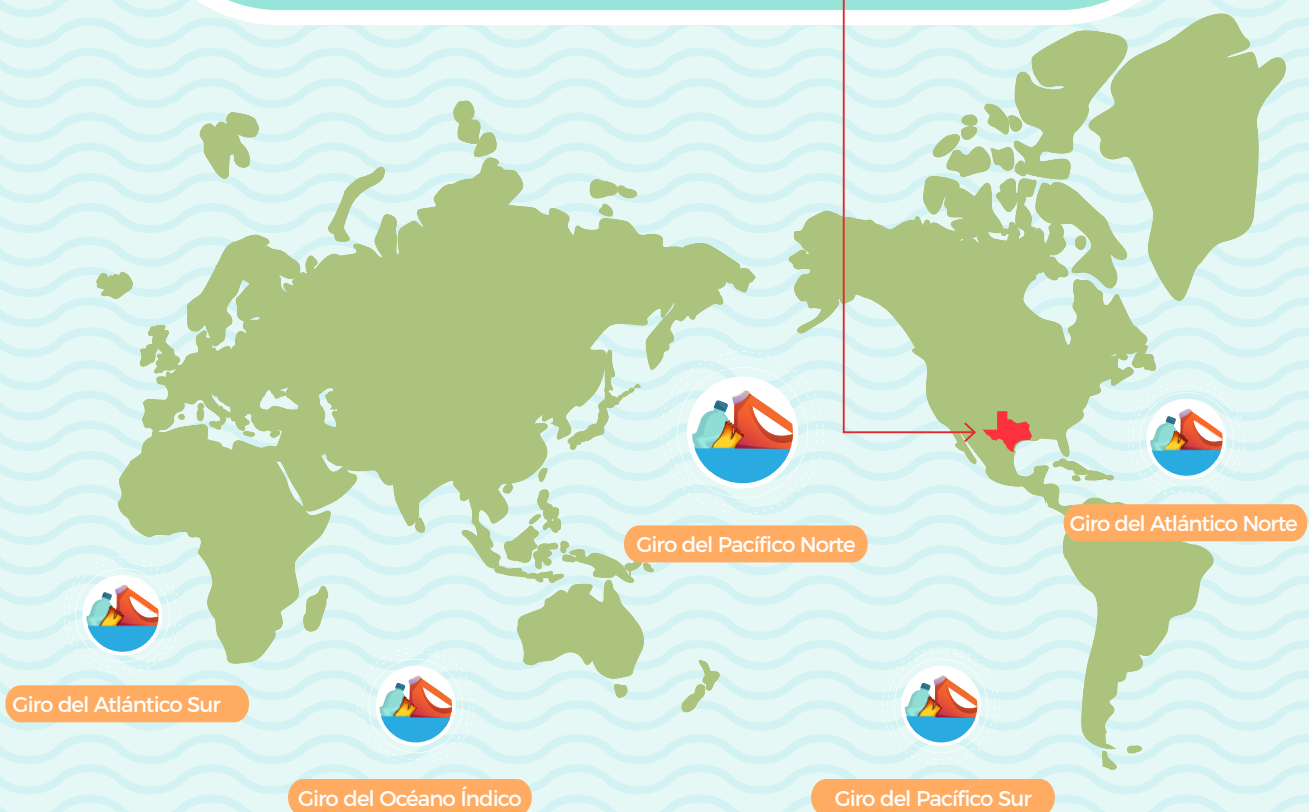 Giro del Pacífico Norte
Giro del Atlántico Norte
Giro del Atlántico Sur
Giro del Océano Índico
Giro del Pacífico Sur